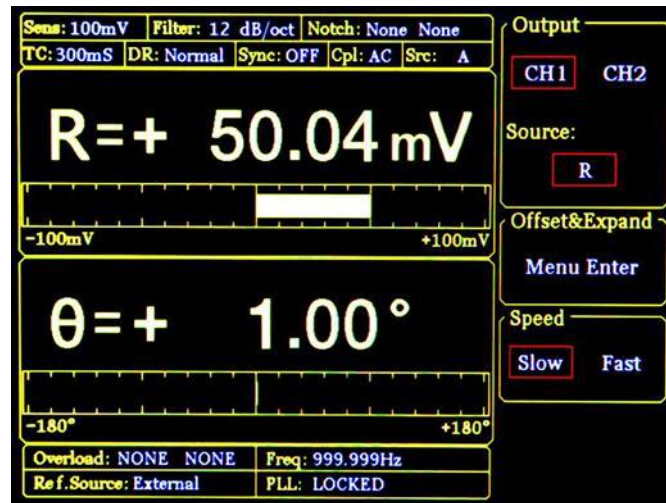 Sens: 100mV Filter: 12 dB/oct Notch: None None
TC: 300mS DR: Normal Sync: OFF Cpl: AC Src: A
R=+ 50.04 mV
-100mV +100mV
θ=+ 1.00°
-180° +180°
Overload: NONE NONE Freq: 999.999Hz
Ref.Source: External PLL: LOCKED
Output
CH1 CH2
Source:
R
Offset&Expand
Menu Enter
Speed
Slow Fast